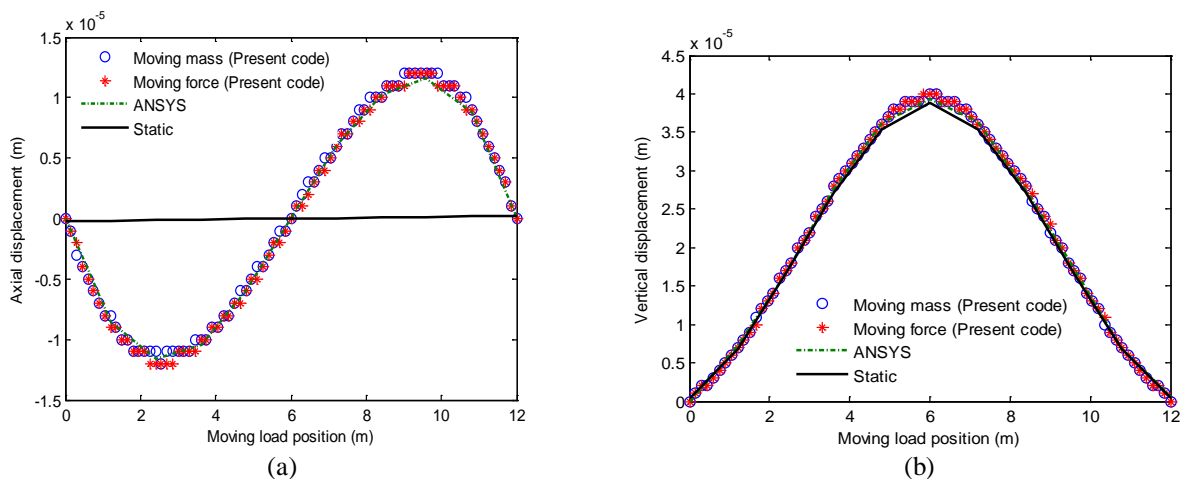 x 10 -5
1.5
1
0.5
0
-0.5
-1
-1.5
0 2 4 6 8 10 12
Axial displacement (m)
Moving load position (m)
Moving mass (Present code)
Moving force (Present code)
ANSYS
Static
(a)
x 10 -5
4.5
4
3.5
3
2.5
2
1.5
1
0.5
0
0 2 4 6 8 10 12
Vertical displacement (m)
Moving load position (m)
Moving mass (Present code)
Moving force (Present code)
ANSYS
Static
(b)